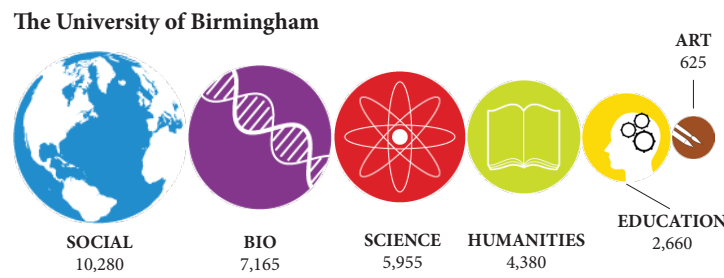 The University of Birmingham
ART
625
SOCIAL
10,280
BIO
7,165
SCIENCE
5,955
HUMANITIES
4,380
EDUCATION
2,660